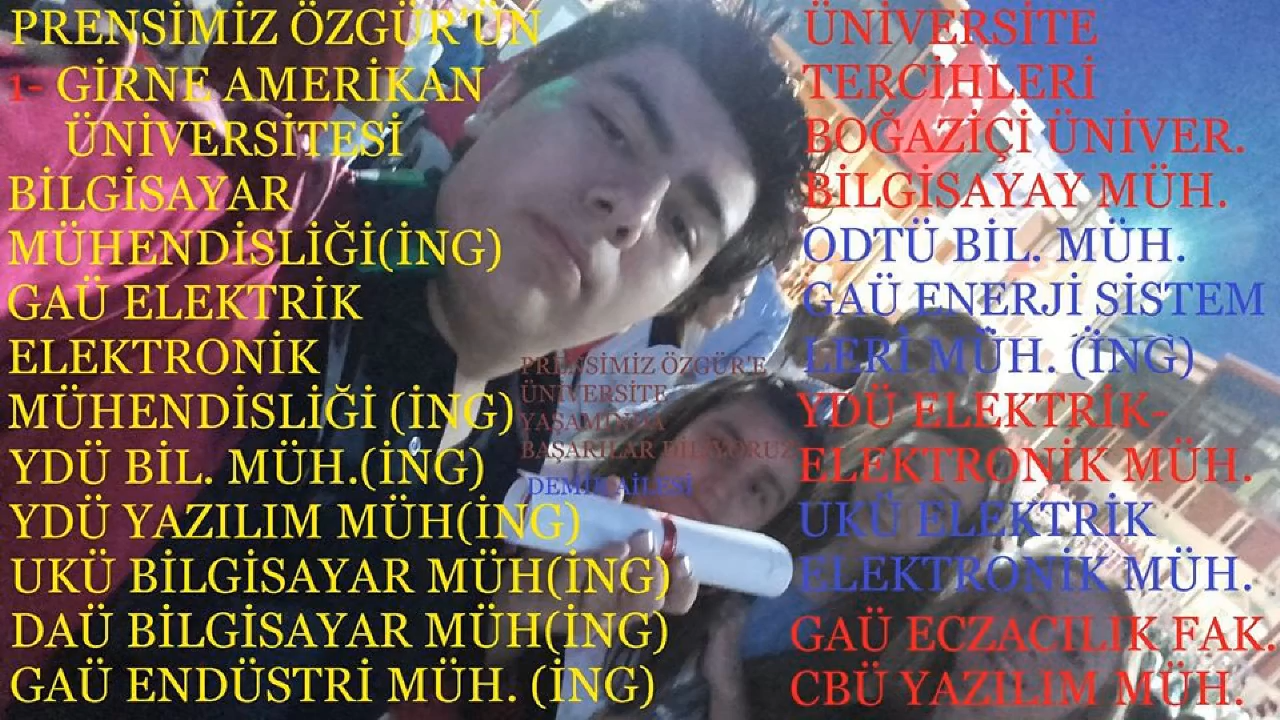 PRENSİMİZ ÖZGÜR'ÜN
1- GİRNE AMERİKAN
ÜNİVERSİTESİ
BİLGİSAYAR
MÜHENDİSLİĞİ(İNG)
GAÜ ELEKTRİK
ELEKTRONİK
MÜHENDİSLİĞİ (İNG)
YDÜ BİL. MÜH.(İNG)
YDÜ YAZILIM MÜH(İNG)
UKÜ BİLGİSAYAR MÜH(İNG)
DAÜ BİLGİSAYAR MÜH(İNG)
GAÜ ENDÜSTRİ MÜH. (İNG)
PRENSİMİZ ÖZGÜR'E
ÜNİVERSİTE
YAŞAMINDA
BAŞARILAR DİLİYORUZ
DEMİR AİLESİ
ÜNİVERSİTE
TERCİHLERİ
BOĞAZİÇİ ÜNİVER.
BİLGİSAYAY MÜH.
ODTÜ BİL. MÜH.
GAÜ ENERJİ SİSTEM
LERİ MÜH. (İNG)
YDÜ ELEKTRİK-
ELEKTRONİK MÜH.
UKÜ ELEKTRİK
ELEKTRONİK MÜH.
GAÜ ECZACILIK FAK.
CBÜ YAZILIM MÜH.